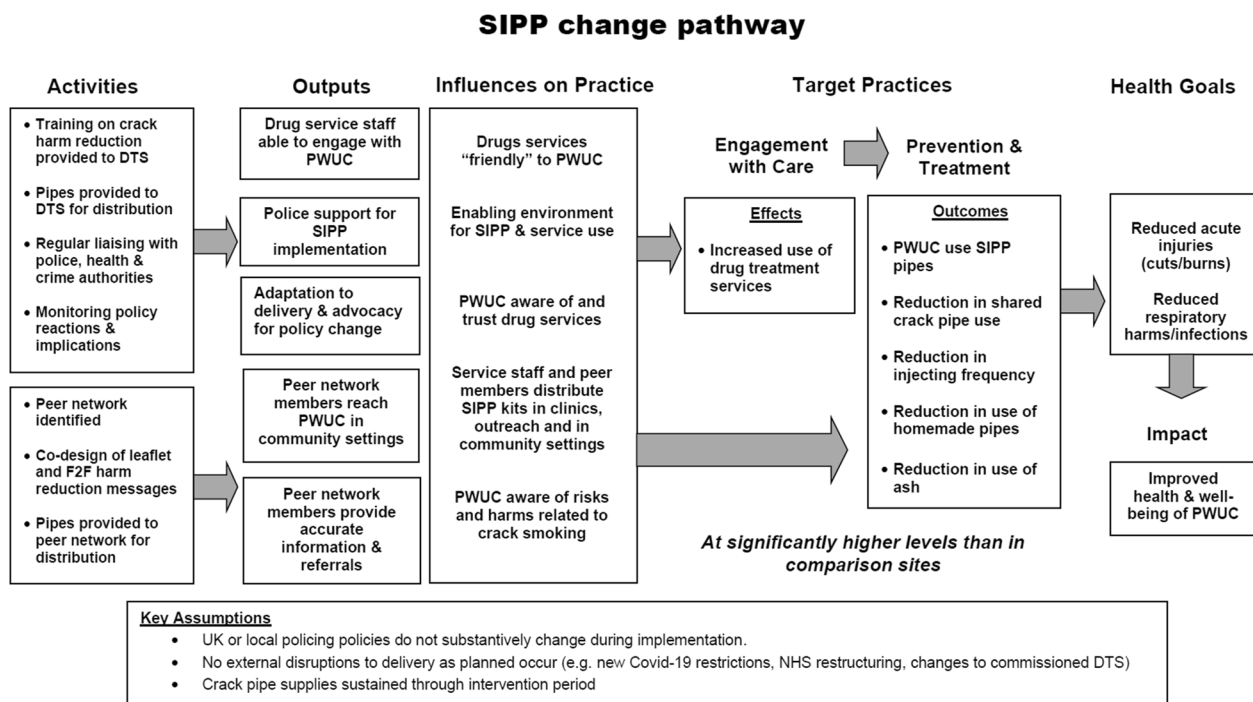 SIPP change pathway
Activities
• Training on crack
harm reduction
provided to DTS
• Pipes provided to
DTS for distribution
• Regular liaising with
police, health &
crime authorities
• Monitoring policy
reactions &
implications
• Peer network
identified
• Co-design of leaflet
and F2F harm
reduction messages
• Pipes provided to
peer network for
distribution
Outputs
Drug service staff
able to engage with
PWUC
Police support for
SIPP
implementation
Adaptation to
delivery & advocacy
for policy change
Peer network
members reach
PWUC in
community settings
Peer network
members provide
accurate
information &
referrals
Influences on Practice
Drugs services
“friendly” to PWUC
Enabling environment
for SIPP & service use
PWUC aware of and
trust drug services
Service staff and peer
members distribute
SIPP kits in clinics,
outreach and in
community settings
PWUC aware of risks
and harms related to
crack smoking
Target Practices
Engagement
with Care
Effects
• Increased use of
drug treatment
services
Prevention &
Treatment
Outcomes
• PWUC use SIPP
pipes
• Reduction in shared
crack pipe use
• Reduction in
injecting frequency
• Reduction in use of
homemade pipes
• Reduction in use of
ash
At significantly higher levels than in
comparison sites
Health Goals
Reduced acute
injuries
(cuts/burns)
Reduced
respiratory
harms/infections
Impact
Improved
health & well-
being of PWUC
Key Assumptions
• UK or local policing policies do not substantively change during implementation.
• No external disruptions to delivery as planned occur (e.g. new Covid-19 restrictions, NHS restructuring, changes to commissioned DTS)
• Crack pipe supplies sustained through intervention period